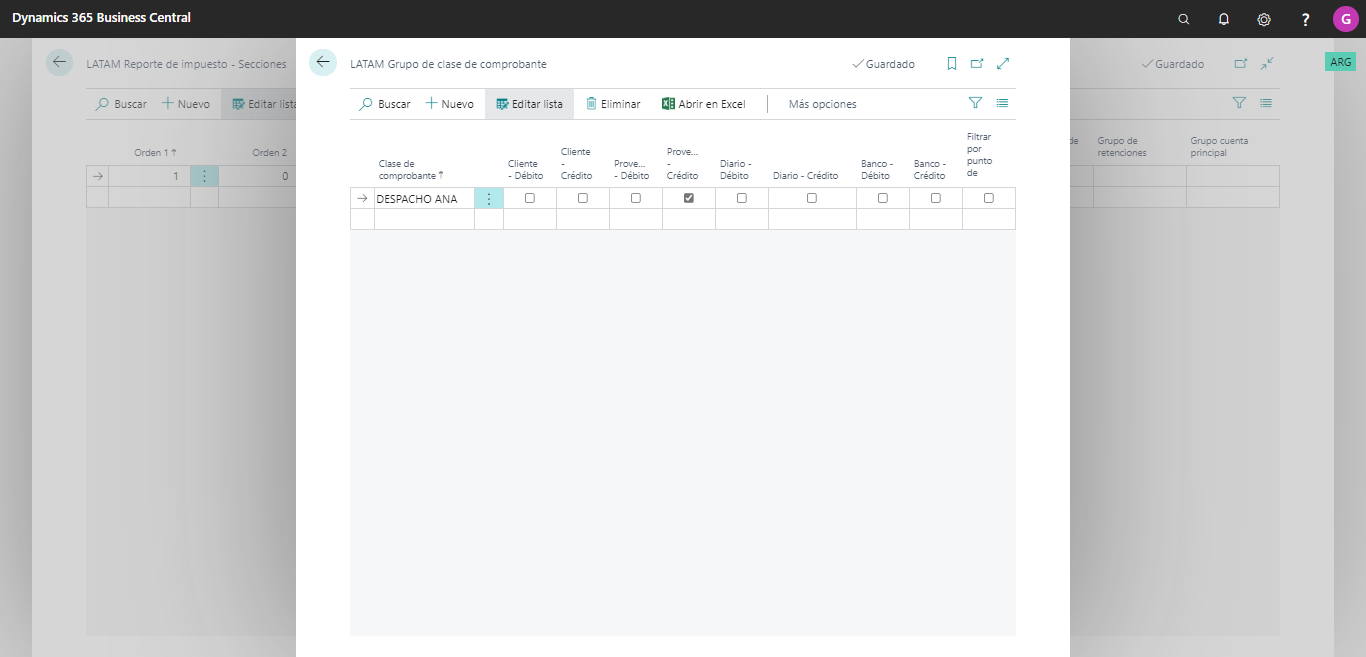 Dynamics 365 Business Central
?
G
LATAM Reporte de impuesto - Secciones
Buscar
Nuevo
Editar lista
Orden 1↑
Orden 2
1
0
LATAM Grupo de clase de comprobante
Guardado
Buscar
Nuevo
Editar lista
Eliminar
Abrir en Excel
Más opciones
Clase de
comprobante ↑
Cliente
- Débito
Cliente
-
Crédito
Prove...
- Débito
Prove...
-
Crédito
Diario -
Débito
Diario - Crédito
Banco -
Débito
Banco -
Crédito
Filtrar
por
punto
de
DESPACHO ANA
Guardado
ARG
de
Grupo de
retenciones
Grupo cuenta
principal